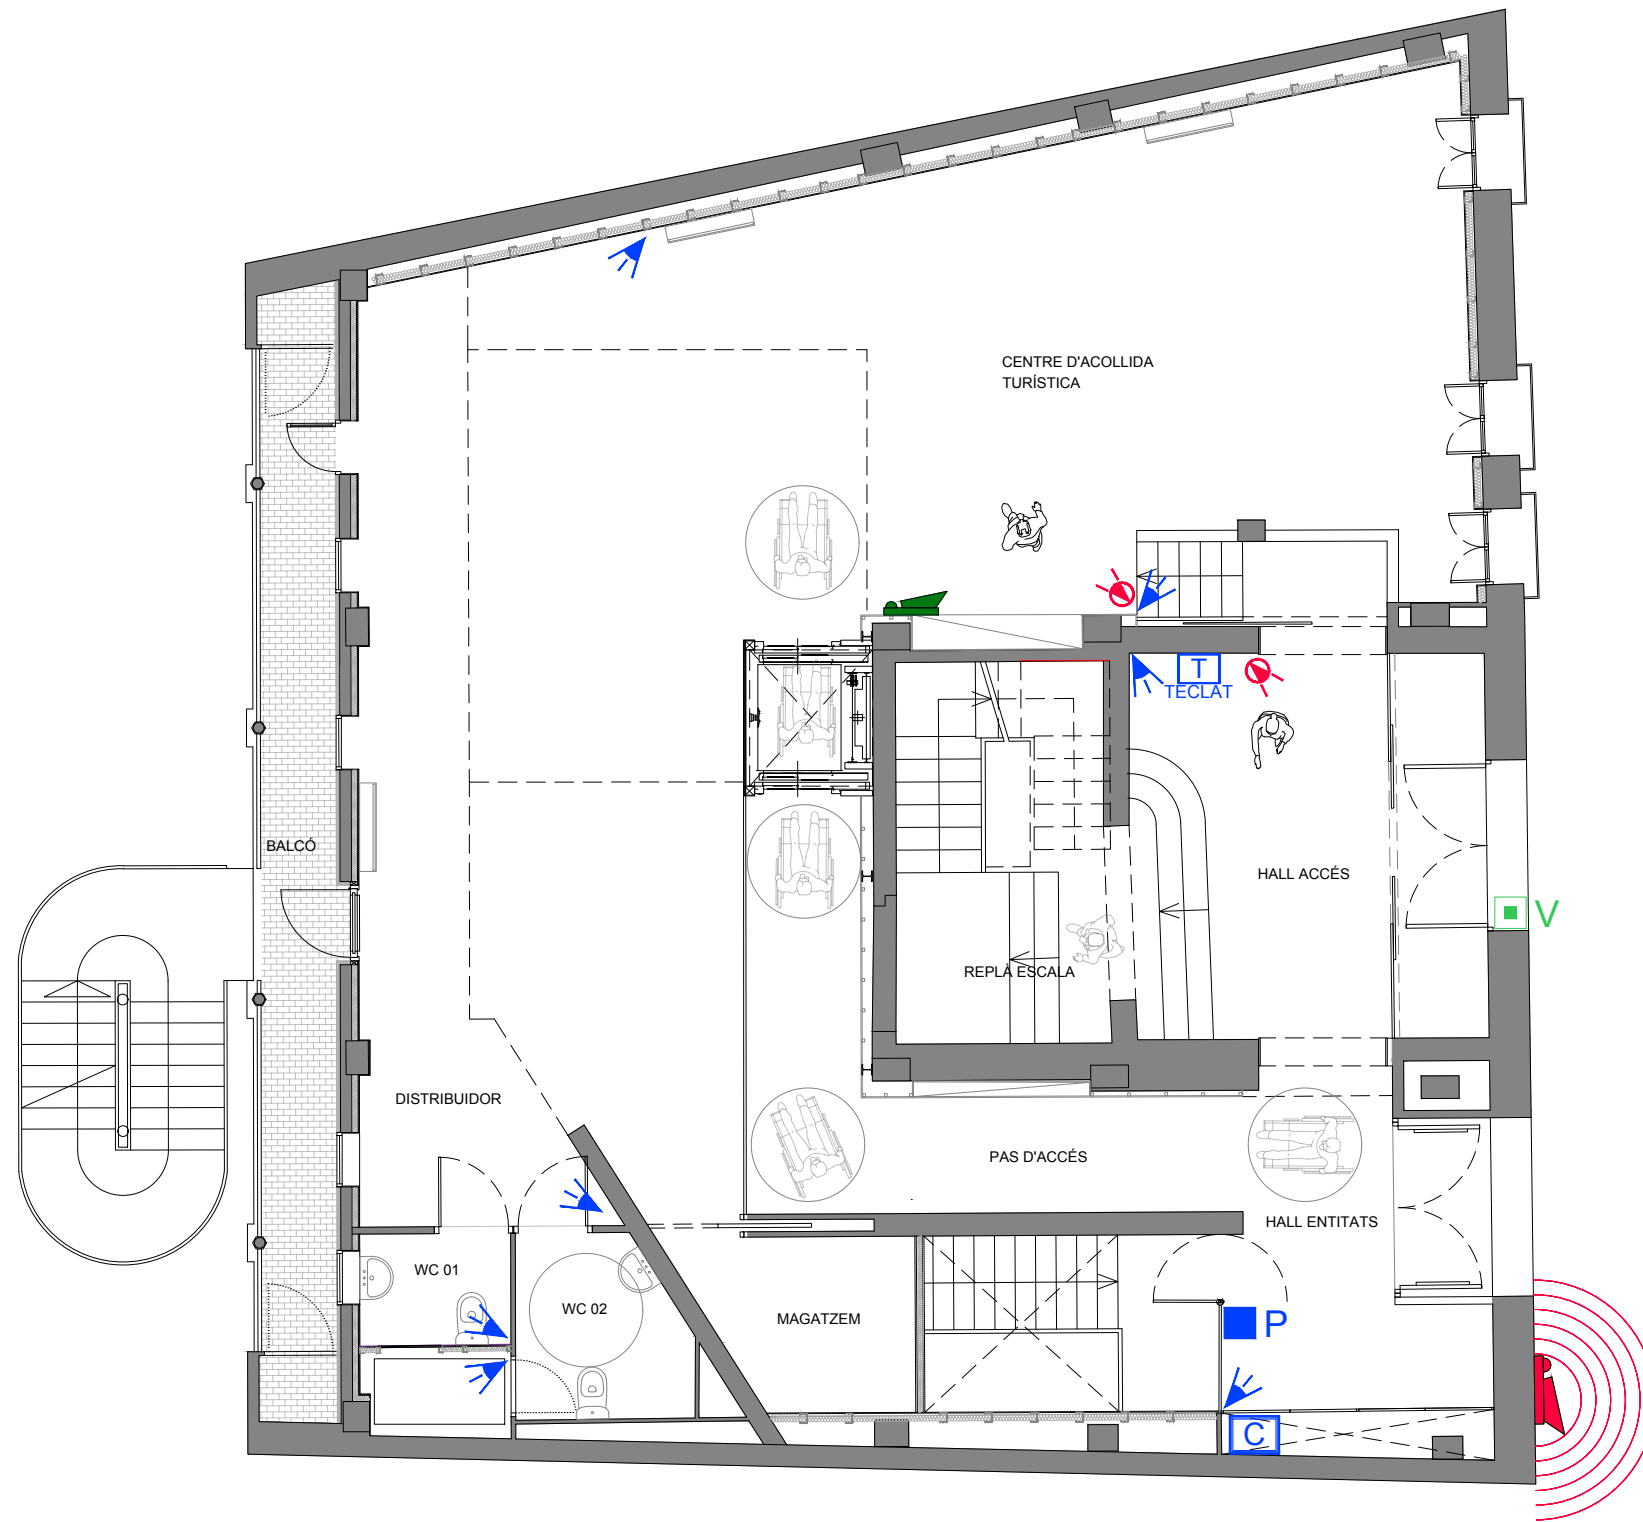 CENTRE D'ACOLLIDA
TURÍSTICA
T
TECLAT
BALCÓ
HALL ACCÉS
V
REPLÀ ESCALA
DISTRIBUIDOR
PAS D'ACCÉS
HALL ENTITATS
WC 01
WC 02
MAGATZEM
P
C